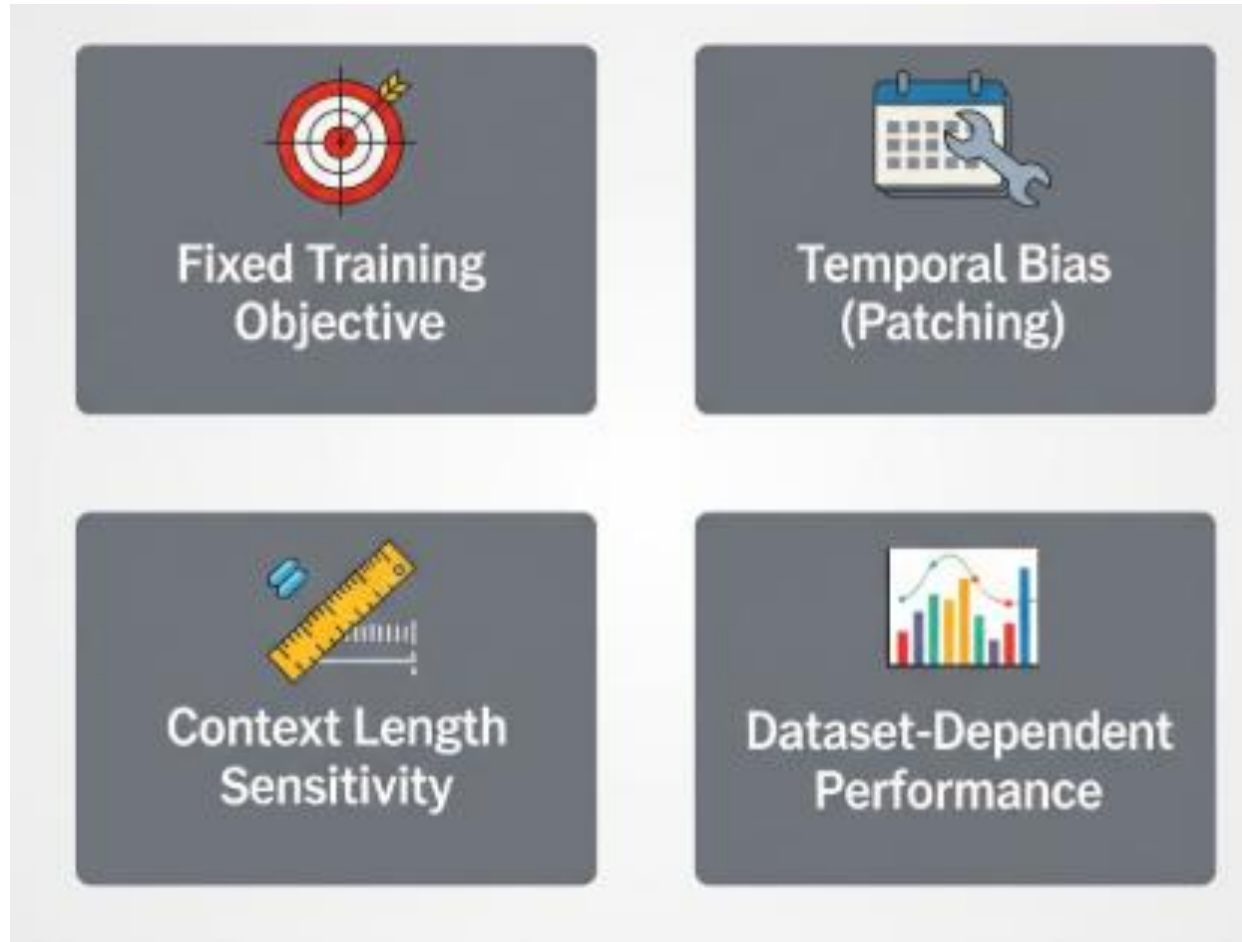 Fixed Training
Objective
Temporal Bias
(Patching)
Context Length
Sensitivity
Dataset-Dependent
Performance